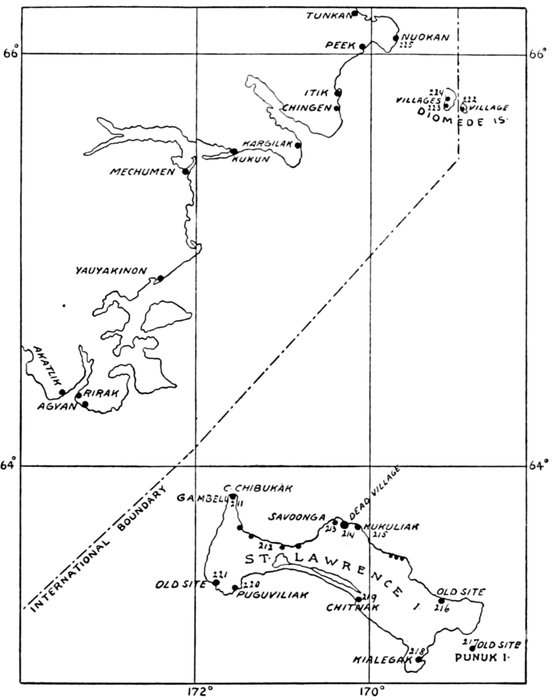 TUNKAN
NUOKAN
225
66°
66°
PEEK
ITIK
CHINGEN
224
VILLAGES
223
222
VILLAGE
DIOMEDE IS.
KARGILAK
KUKUN
MECHUMEN
YAUYAKINON
AKATLIK
RIRAK
AGVAN
64°
64°
INTERNATIONAL BOUNDARY
C CHIBUKAK
GAMBELL
211
DEAD VILLAGE
SAVOONGA
213
214
KUKULIAK
215
212
ST. LAWRENCE I.
OLD SITE
221
220
PUGUVILIAK
219
CHITNAK
OLD SITE
216
217
OLD SITE
PUNUK I.
218
KIALEGAK
172°
170°